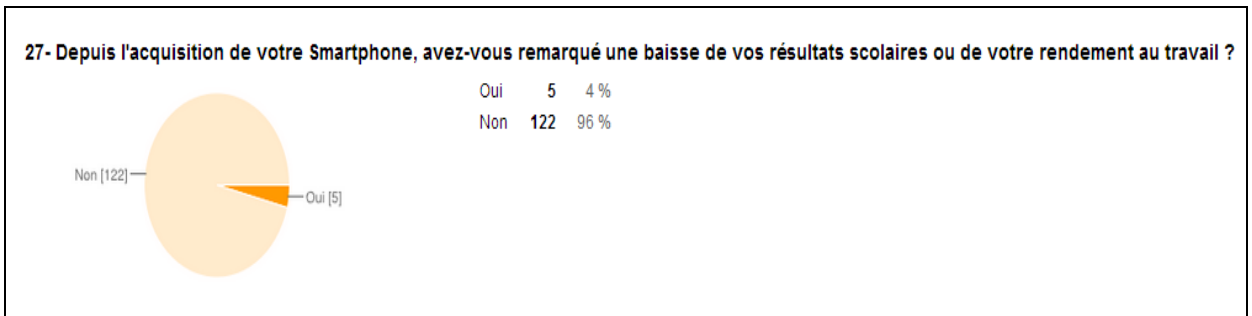 27- Depuis l'acquisition de votre Smartphone, avez-vous remarqué une baisse de vos résultats scolaires ou de votre rendement au travail ?
Oui 5 4 %
Non 122 96 %
Non [122]
Oui [5]